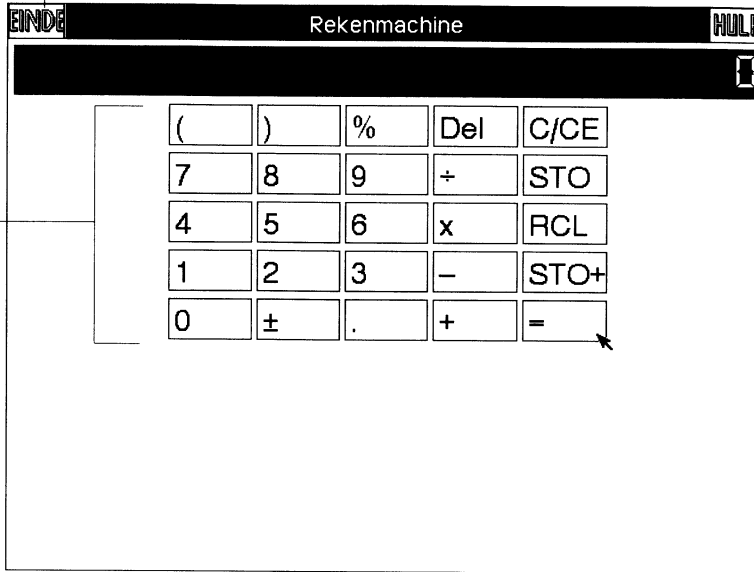 EINDE Rekenmachine HULP
( ) % Del C/CE
7 8 9 ÷ STO
4 5 6 x RCL
1 2 3 – STO+
0 ± . + =